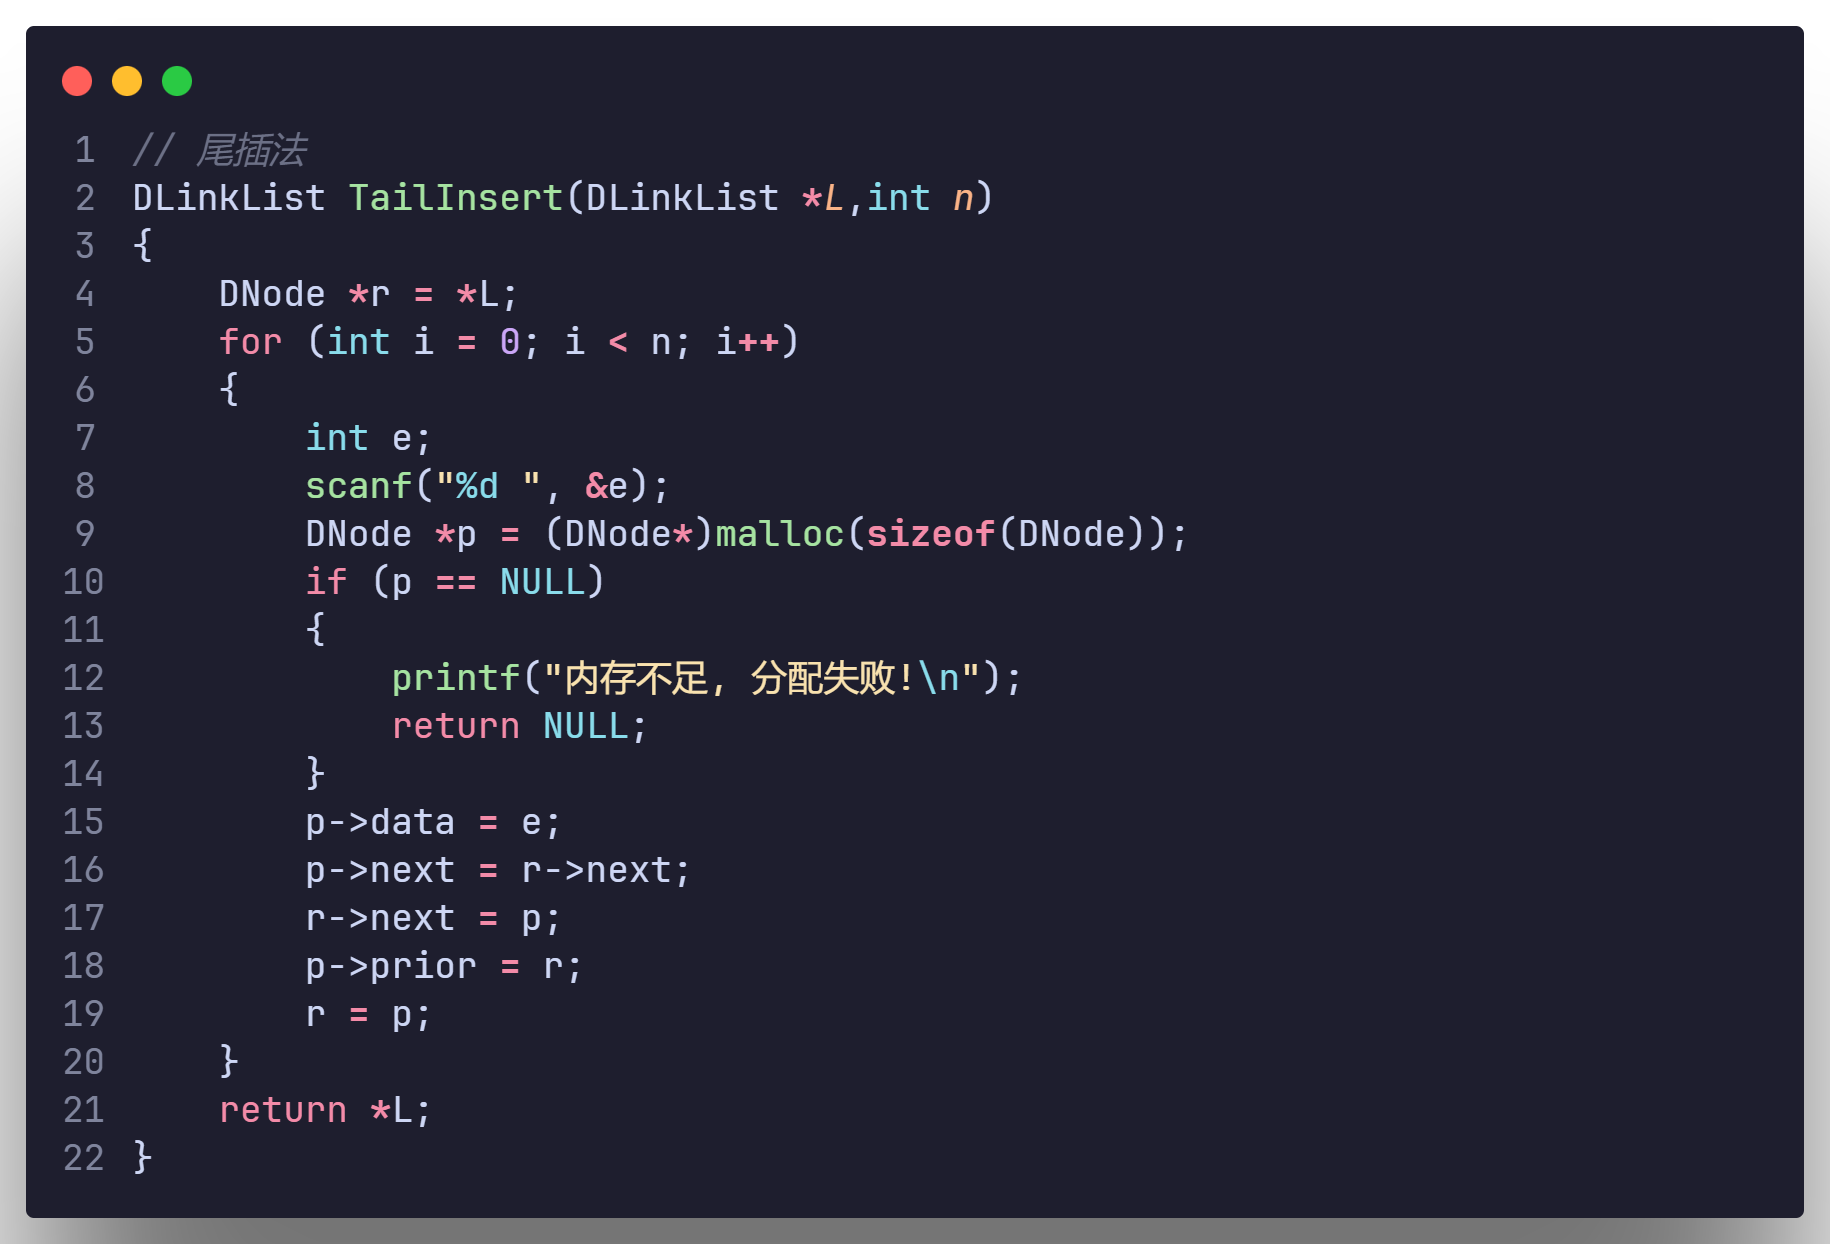 1 // 尾插法
2 DLinkList TailInsert(DLinkList *L,int n)
3 {
4     DNode *r = *L;
5     for (int i = 0; i < n; i++)
6     {
7         int e;
8         scanf("%d ", &e);
9         DNode *p = (DNode*)malloc(sizeof(DNode));
10         if (p == NULL)
11         {
12             printf("内存不足, 分配失败!\n");
13             return NULL;
14         }
15         p->data = e;
16         p->next = r->next;
17         r->next = p;
18         p->prior = r;
19         r = p;
20     }
21     return *L;
22 }